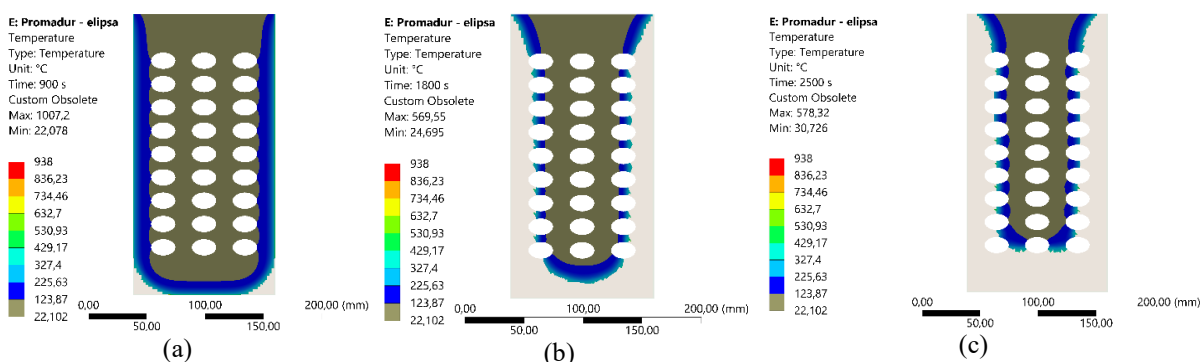 E: Promadur - elipsa
Temperature
Type: Temperature
Unit: °C
Time: 900 s
Custom Obsolete
Max: 1007,2
Min: 22,078
938
836,23
734,46
632,7
530,93
429,17
327,4
225,63
123,87
22,102
0,00
100,00
200,00 (mm)
50,00
150,00
(a)
E: Promadur - elipsa
Temperature
Type: Temperature
Unit: °C
Time: 1800 s
Custom Obsolete
Max: 569,55
Min: 24,695
938
836,23
734,46
632,7
530,93
429,17
327,4
225,63
123,87
22,102
0,00
100,00
200,00 (mm)
50,00
150,00
(b)
E: Promadur - elipsa
Temperature
Type: Temperature
Unit: °C
Time: 2500 s
Custom Obsolete
Max: 578,32
Min: 30,726
938
836,23
734,46
632,7
530,93
429,17
327,4
225,63
123,87
22,102
0,00
100,00
200,00 (mm)
50,00
150,00
(c)